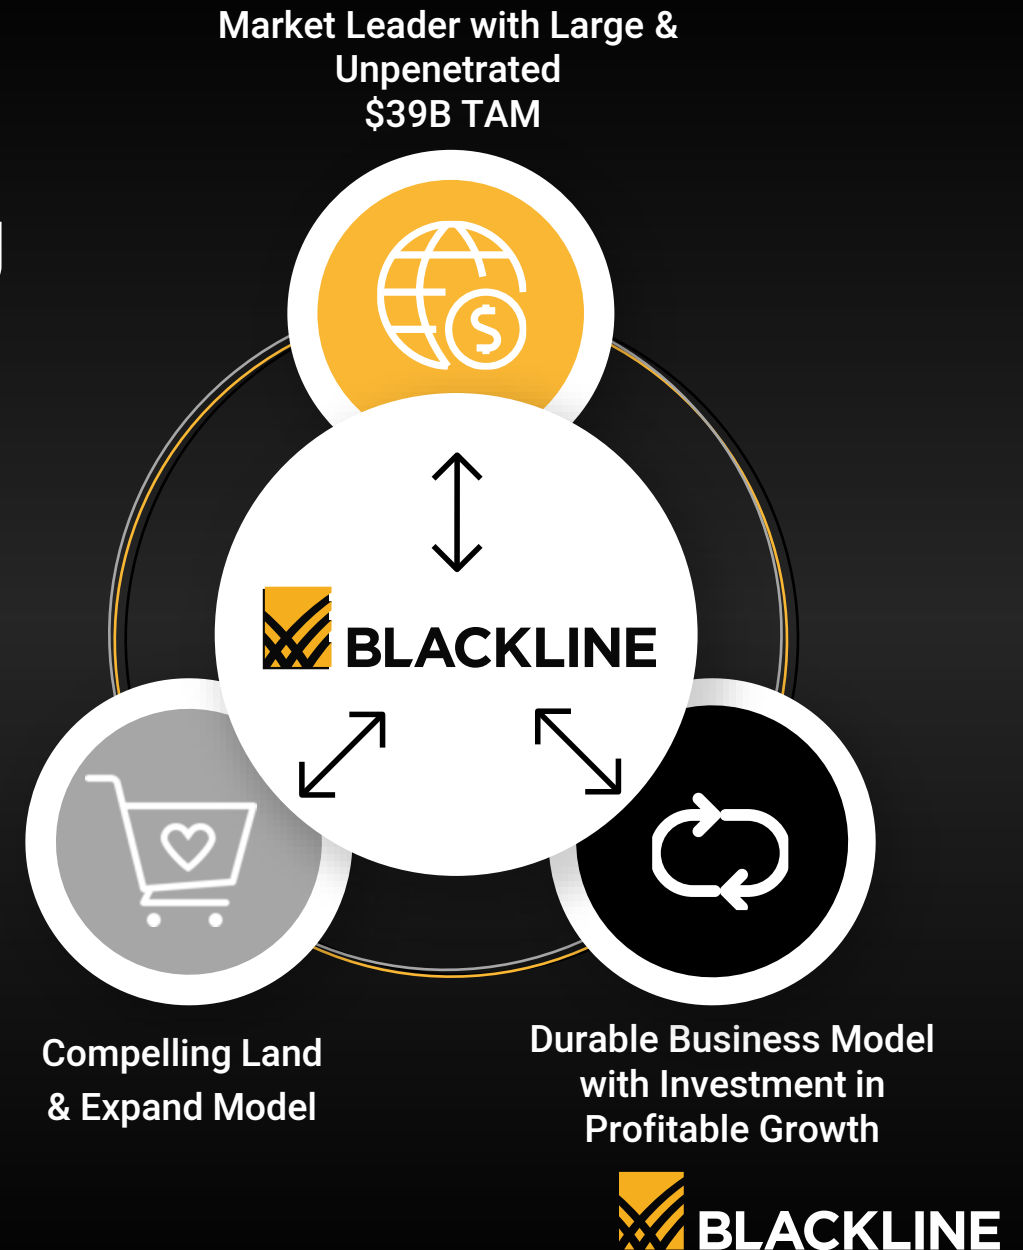 Market Leader with Large &
Unpenetrated
$39B TAM
$
BLACKLINE
Compelling Land
& Expand Model
Durable Business Model
with Investment in
Profitable Growth
BLACKLINE